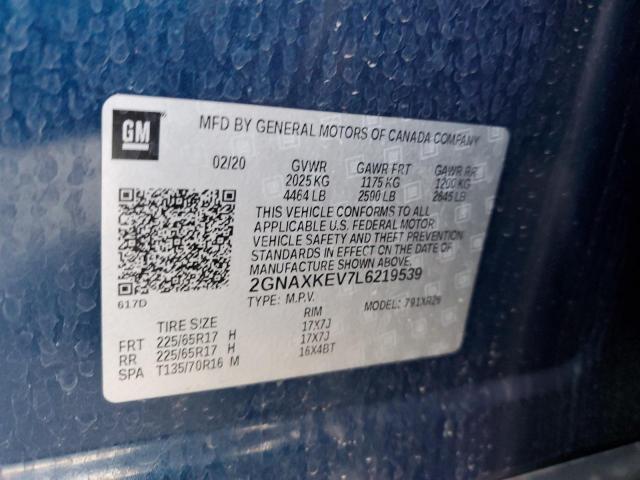 GM
MFD BY GENERAL MOTORS OF CANADA COMPANY
02/20 GVWR GAWR FRT GAWR RR
2025 KG 1175 KG 1200 KG
4464 LB 2590 LB 2645 LB
THIS VEHICLE CONFORMS TO ALL
APPLICABLE U.S. FEDERAL MOTOR
VEHICLE SAFETY AND THEFT PREVENTION
STANDARDS IN EFFECT ON THE DATE
OF MANUFACTURE SHOWN ABOVE.
2GNAXKEV7L6219539
617D
TYPE: M.P.V. MODEL: 791XR26
TIRE SIZE RIM
FRT 225/65R17 H 17X7J
RR 225/65R17 H 17X7J
SPA T135/70R16 M 16X4BT